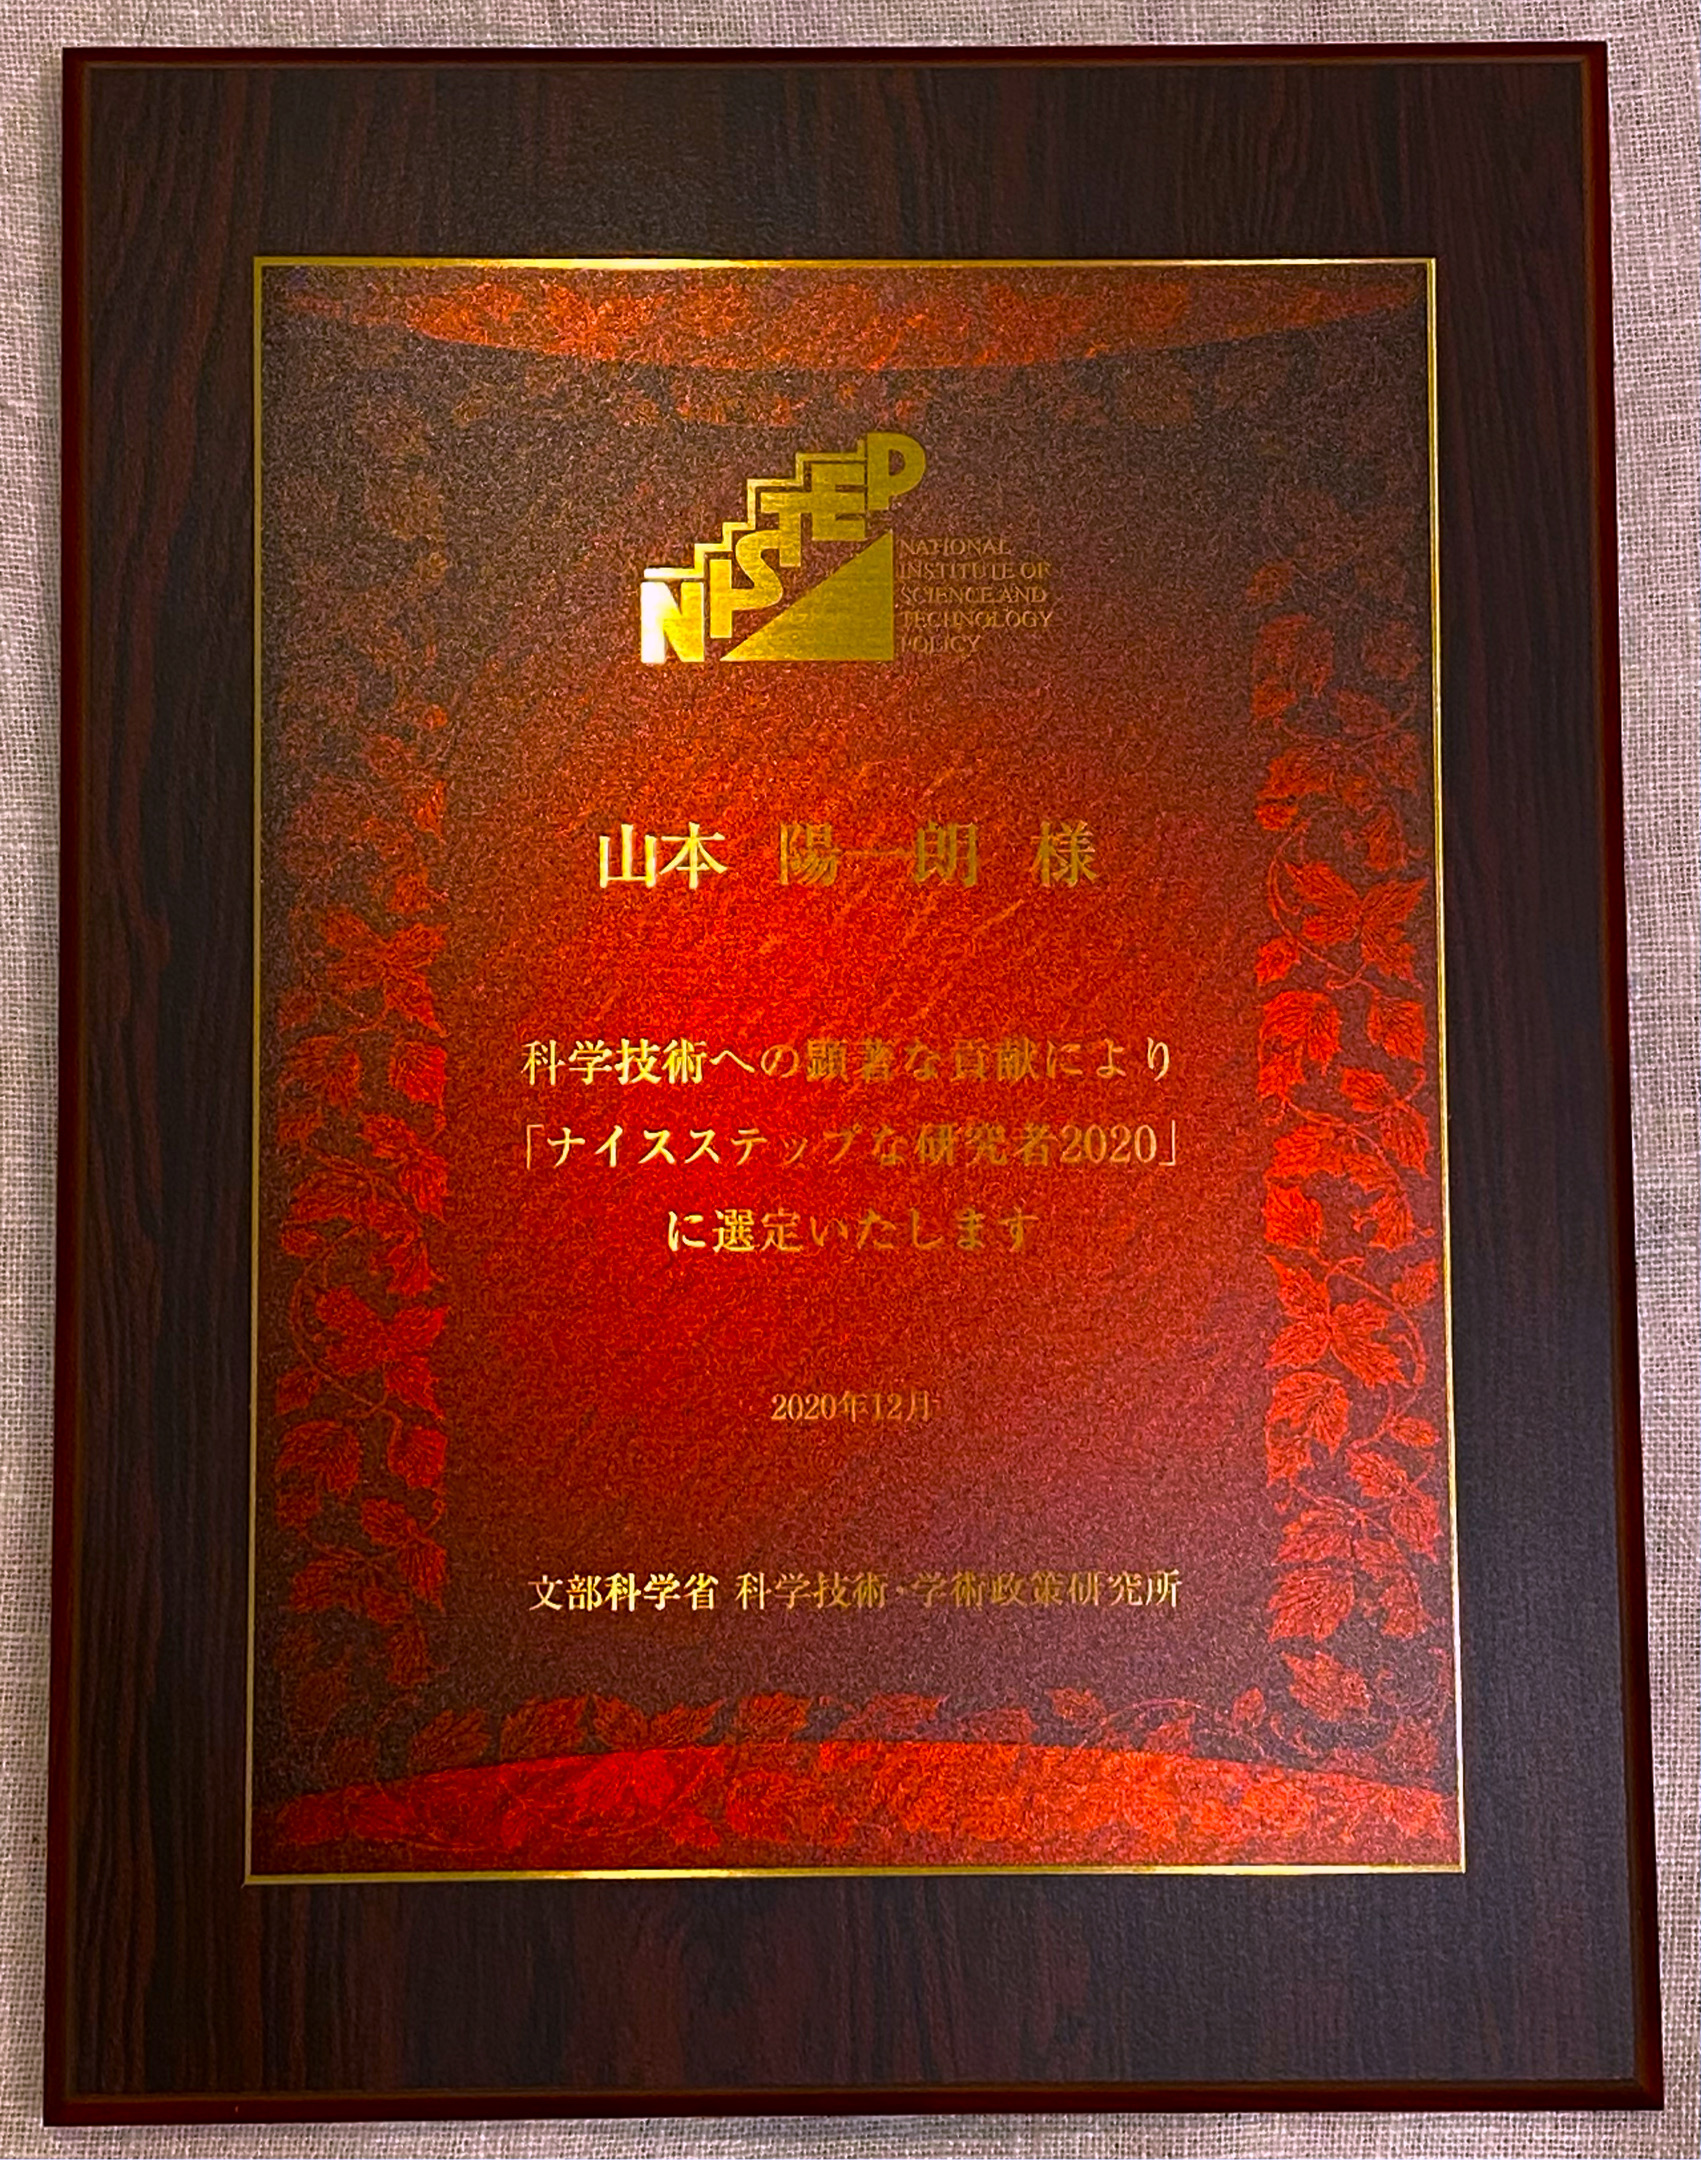 NISTEP
NATIONAL
INSTITUTE OF
SCIENCE AND
TECHNOLOGY
POLICY
山本 陽一朗 様
科学技術への顕著な貢献により
「ナイスステップな研究者2020」
に選定いたします
2020年12月
文部科学省 科学技術・学術政策研究所